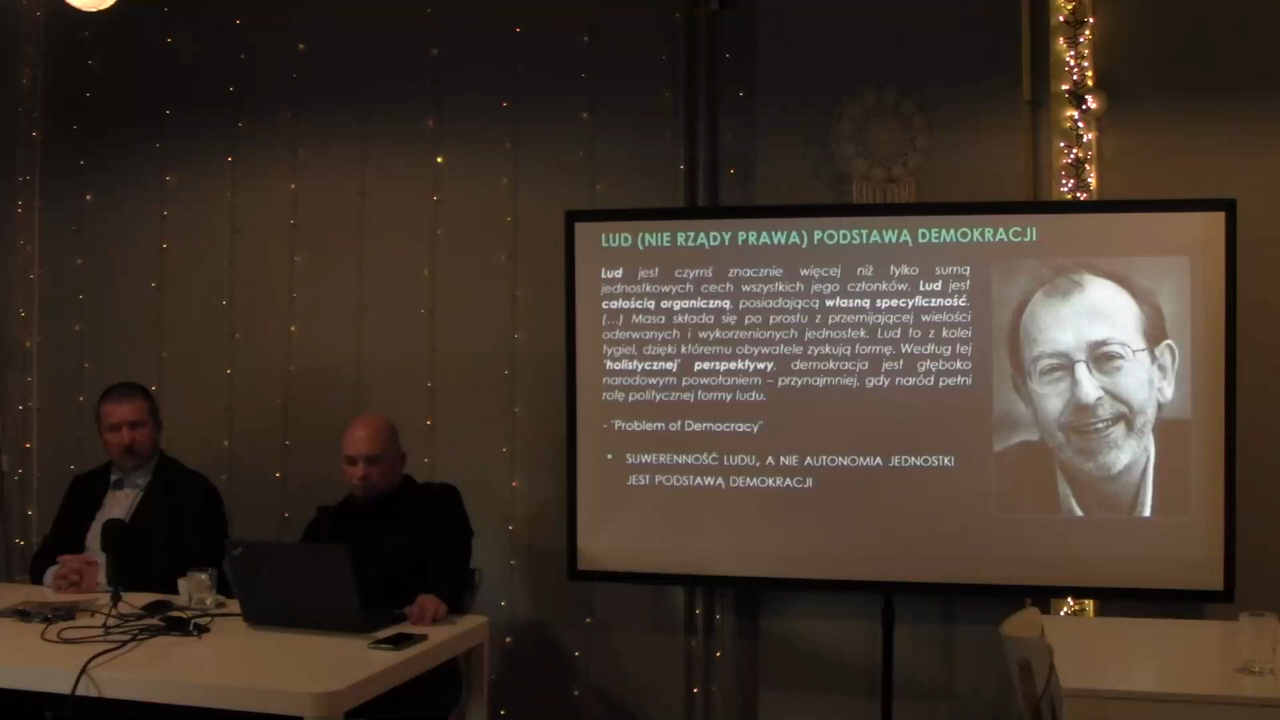 LUD (NIE RZĄDY PRAWA) PODSTAWĄ DEMOKRACJI
Lud jest czymś znacznie więcej niż tylko sumą
jednostkowych cech wszystkich jego członków. Lud jest
całością organiczną, posiadającą własną specyficzność.
(...) Masa składa się po prostu z przemijającej wielości
oderwanych i wykorzenionych jednostek. Lud to z kolei
tygiel, dzięki któremu obywatele zyskują formę. Według tej
'holistycznej' perspektywy, demokracja jest głęboko
narodowym powołaniem – przynajmniej, gdy naród pełni
rolę politycznej formy ludu.
- "Problem of Democracy"
• SUWERENNOŚĆ LUDU, A NIE AUTONOMIA JEDNOSTKI
JEST PODSTAWĄ DEMOKRACJI